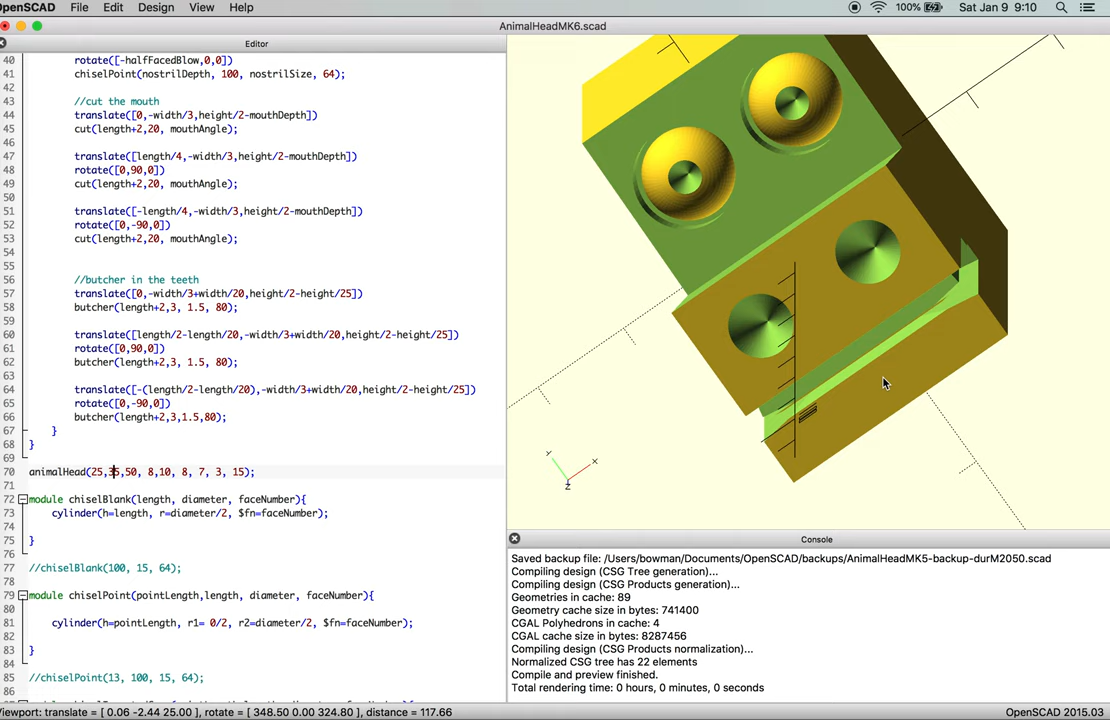 OpenSCAD File Edit Design View Help 100% Sat Jan 9 9:10
AnimalHeadMK6.scad
Editor
40 rotate([-halfFacedBlow,0,0])
41 chiselPoint(nostrilDepth, 100, nostrilSize, 64);
42
43 //cut the mouth
44 translate([0,-width/3,height/2-mouthDepth])
45 cut(length+2,20, mouthAngle);
46
47 translate([length/4,-width/3,height/2-mouthDepth])
48 rotate([0,90,0])
49 cut(length+2,20, mouthAngle);
50
51 translate([-length/4,-width/3,height/2-mouthDepth])
52 rotate([0,-90,0])
53 cut(length+2,20, mouthAngle);
54
55
56 //butcher in the teeth
57 translate([0,-width/3+width/20,height/2-height/25])
58 butcher(length+2,3, 1.5, 80);
59
60 translate([length/2-length/20,-width/3+width/20,height/2-height/25])
61 rotate([0,90,0])
62 butcher(length+2,3, 1.5, 80);
63
64 translate([-(length/2-length/20),-width/3+width/20,height/2-height/25])
65 rotate([0,-90,0])
66 butcher(length+2,3,1.5,80);
67 }
68 }
69
70 animalHead(25,35,50, 8,10, 8, 7, 3, 15);
71
72 module chiselBlank(length, diameter, faceNumber){
73 cylinder(h=length, r=diameter/2, $fn=faceNumber);
74
75 }
76
77 //chiselBlank(100, 15, 64);
78
79 module chiselPoint(pointLength,length, diameter, faceNumber){
80
81 cylinder(h=pointLength, r1= 0/2, r2=diameter/2, $fn=faceNumber);
82
83 }
84
85 //chiselPoint(13, 100, 15, 64);
86
Y X
Z
Console
Saved backup file: /Users/bowman/Documents/OpenSCAD/backups/AnimalHeadMK5-backup-durM2050.scad
Compiling design (CSG Tree generation)...
Compiling design (CSG Products generation)...
Geometries in cache: 89
Geometry cache size in bytes: 741400
CGAL Polyhedrons in cache: 4
CGAL cache size in bytes: 8287456
Compiling design (CSG Products normalization)...
Normalized CSG tree has 22 elements
Compile and preview finished.
Total rendering time: 0 hours, 0 minutes, 0 seconds
Viewport: translate = [ 0.06 -2.44 25.00 ], rotate = [ 348.50 0.00 324.80 ], distance = 117.66 OpenSCAD 2015.03